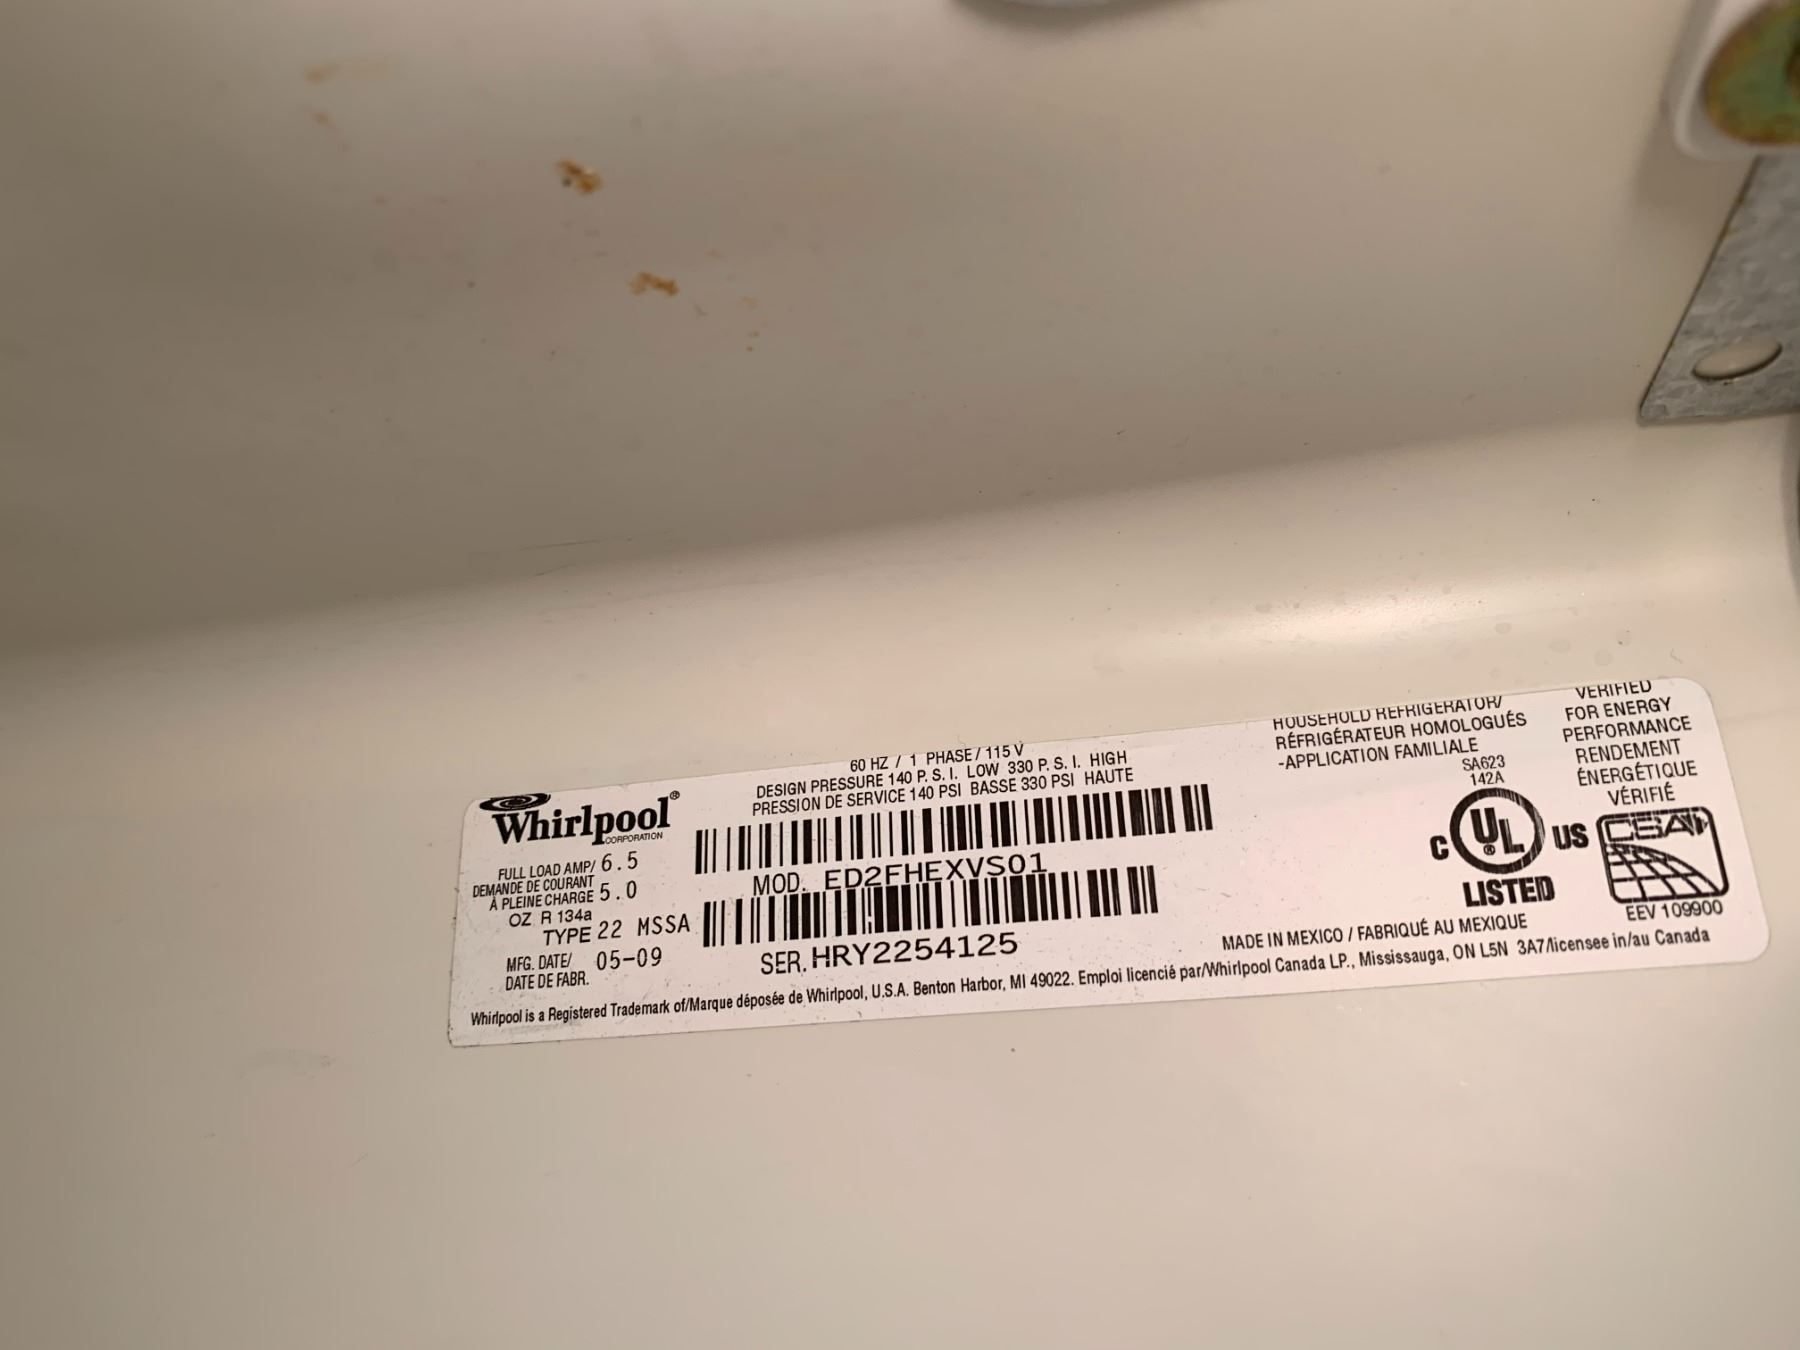 Whirlpool®
CORPORATION
FULL LOAD AMP/ 6.5
DEMANDE DE COURANT
À PLEINE CHARGE 5.0
OZ R 134a
TYPE 22 MSSA
MFG. DATE/ 05-09
DATE DE FABR.
60 HZ / 1 PHASE / 115 V
DESIGN PRESSURE 140 P. S. I. LOW 330 P. S. I. HIGH
PRESSION DE SERVICE 140 PSI BASSE 330 PSI HAUTE
MOD. ED2FHEXVS01
SER. HRY2254125
HOUSEHOLD REFRIGERATOR/
RÉFRIGÉRATEUR HOMOLOGUÉS
-APPLICATION FAMILIALE
SA623
142A
C UL® US
LISTED
VERIFIED
FOR ENERGY
PERFORMANCE
RENDEMENT
ÉNERGÉTIQUE
VÉRIFIÉ
CSA
EEV 109900
MADE IN MEXICO / FABRIQUÉ AU MEXIQUE
Whirlpool is a Registered Trademark of/Marque déposée de Whirlpool, U.S.A. Benton Harbor, MI 49022. Emploi licencié par/Whirlpool Canada LP., Mississauga, ON L5N 3A7/licensee in/au Canada